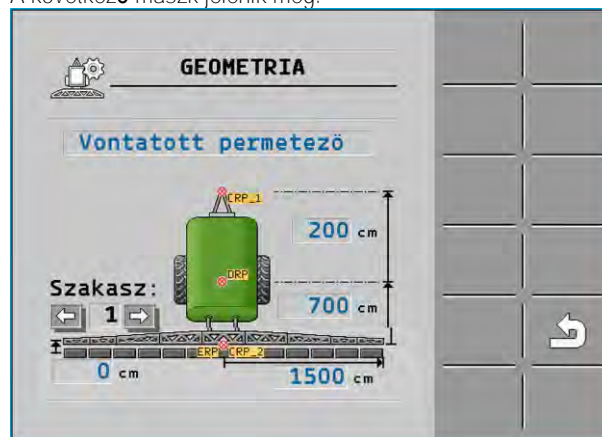 A következő maszk jelenik meg:
GEOMETRIA
Vontatott permetező
CRP_1
200 cm
DRP
Szakasz:
1
700 cm
ERP CRP_2
0 cm
1500 cm